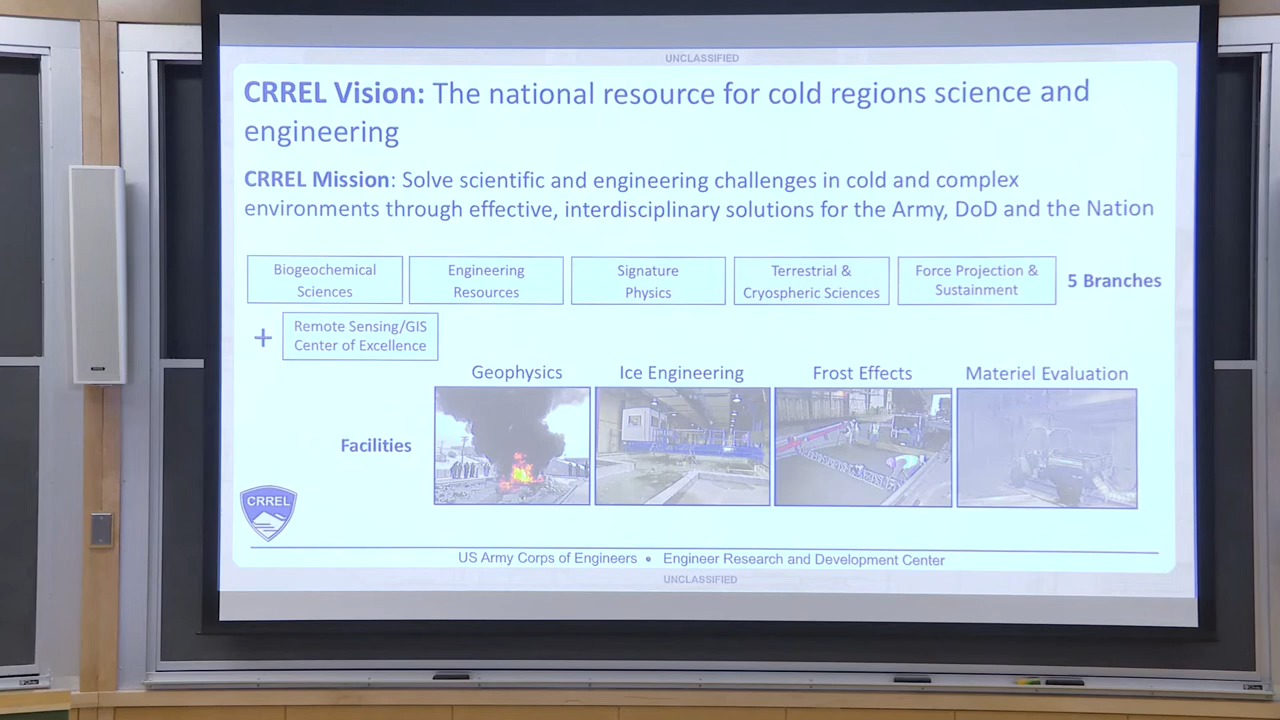 UNCLASSIFIED
CRREL Vision: The national resource for cold regions science and
engineering
CRREL Mission: Solve scientific and engineering challenges in cold and complex
environments through effective, interdisciplinary solutions for the Army, DoD and the Nation
Biogeochemical
Sciences
Engineering
Resources
Signature
Physics
Terrestrial &
Cryospheric Sciences
Force Projection &
Sustainment
5 Branches
+
Remote Sensing/GIS
Center of Excellence
Geophysics
Ice Engineering
Frost Effects
Materiel Evaluation
Facilities
CRREL
US Army Corps of Engineers • Engineer Research and Development Center
UNCLASSIFIED